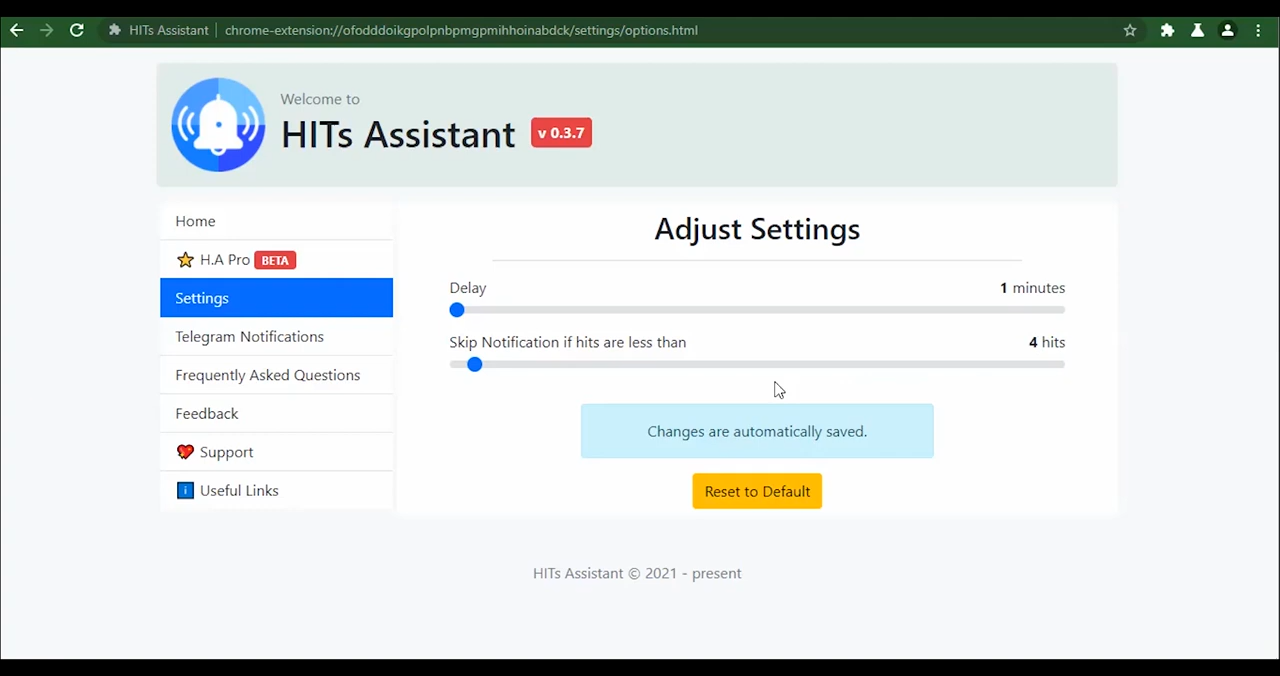 HITs Assistant
chrome-extension://ofodddoikgpolpnbpmgpmihhoinabdck/settings/options.html
Welcome to
HITs Assistant v 0.3.7
Home
H.A Pro BETA
Settings
Telegram Notifications
Frequently Asked Questions
Feedback
Support
Useful Links
Adjust Settings
Delay 1 minutes
Skip Notification if hits are less than 4 hits
Changes are automatically saved.
Reset to Default
HITs Assistant © 2021 - present